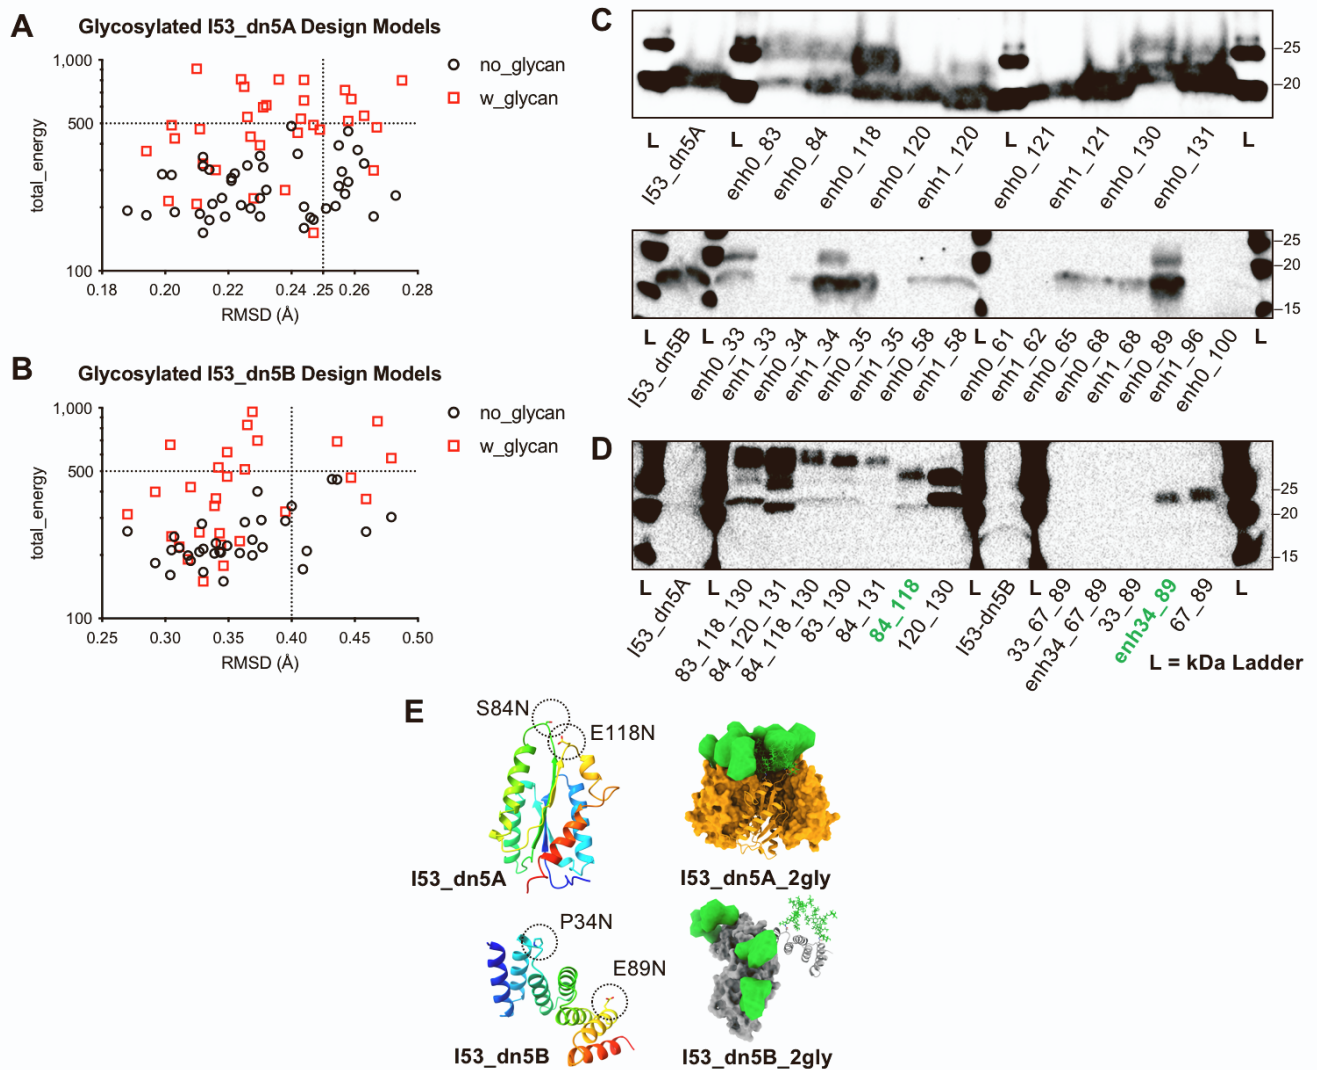 A
Glycosylated I53_dn5A Design Models
no_glycan
w_glycan
1,000
500
100
total_energy
0.18
0.20
0.22
0.24
.25
0.26
0.28
RMSD (Å)
B
Glycosylated I53_dn5B Design Models
no_glycan
w_glycan
1,000
500
100
total_energy
0.25
0.30
0.35
0.40
0.45
0.50
RMSD (Å)
C
25
20
L
I53_dn5A
L
enh0_83
enh0_84
enh0_118
enh0_120
enh1_120
L
enh0_121
enh1_121
enh0_130
enh0_131
L
25
20
15
L
I53_dn5B
L
enh0_33
enh1_33
enh0_34
enh1_34
enh0_35
enh1_35
enh0_58
enh1_58
L
enh0_61
enh1_62
enh0_65
enh0_68
enh1_68
enh0_89
enh1_96
enh0_100
L
D
25
20
15
L
I53_dn5A
L
83_118_130
84_120_131
84_118_130
83_130
84_131
84_118
120_130
L
I53-dn5B
L
33_67_89
enh34_67_89
33_89
enh34_89
67_89
L
L = kDa Ladder
E
S84N
E118N
I53_dn5A
I53_dn5A_2gly
P34N
E89N
I53_dn5B
I53_dn5B_2gly